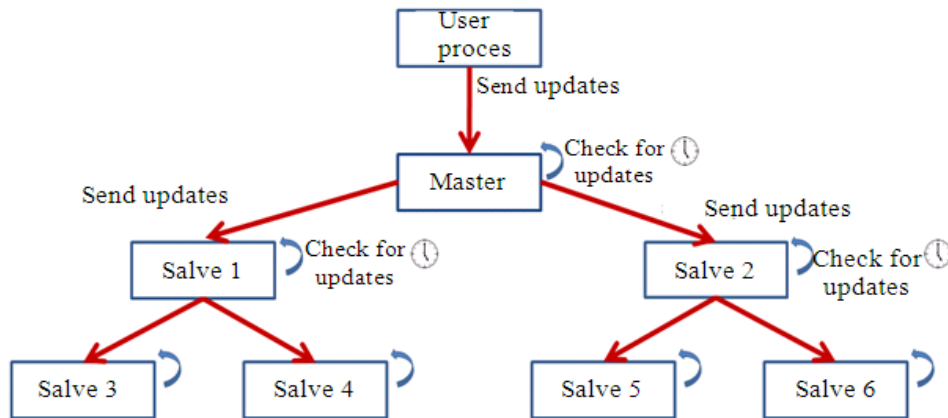 User
proces
Send updates
Check for
updates
Master
Send updates
Send updates
Salve 1
Check for
updates
Salve 2
Check for
updates
Salve 3
Salve 4
Salve 5
Salve 6